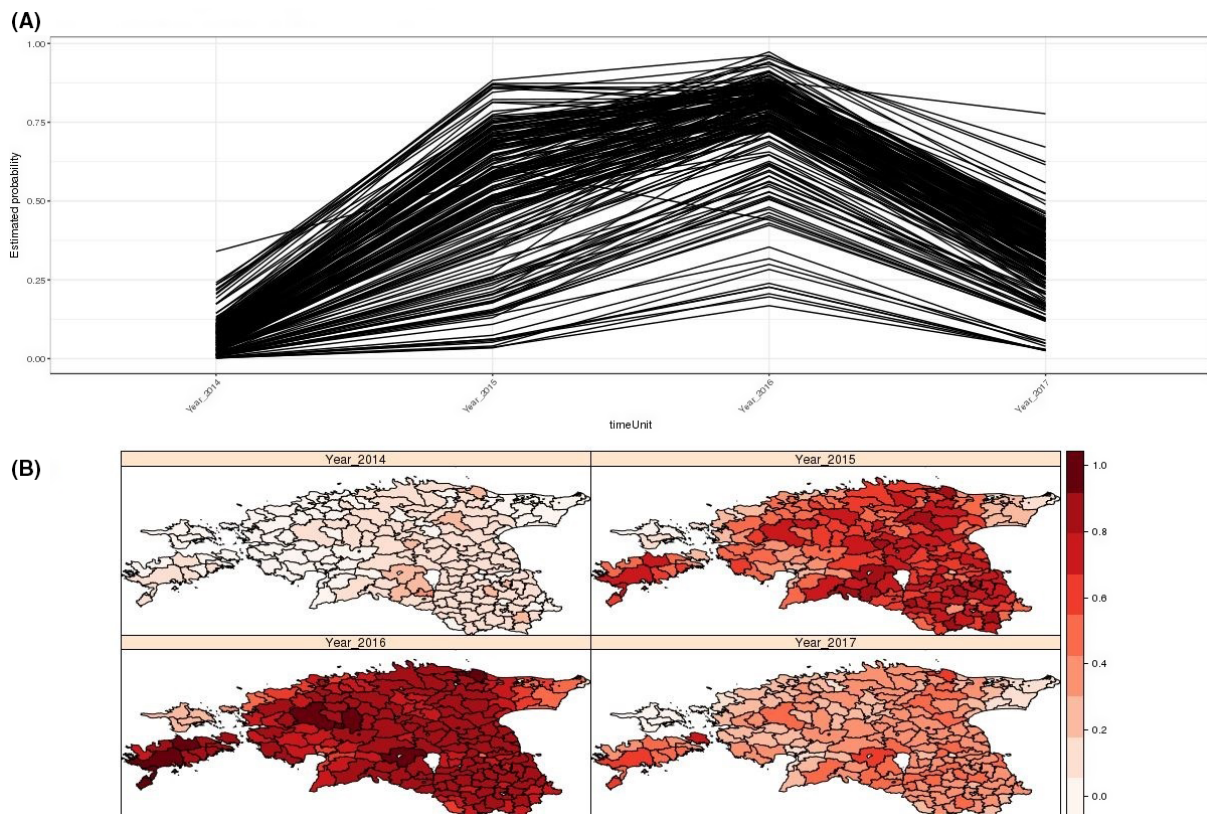 (A)
1.00
0.75
0.50
0.25
0.00
Estimated probability
Year_2014
Year_2015
Year_2016
Year_2017
timeUnit
(B)
Year_2014
Year_2015
Year_2016
Year_2017
1.0
0.8
0.6
0.4
0.2
0.0